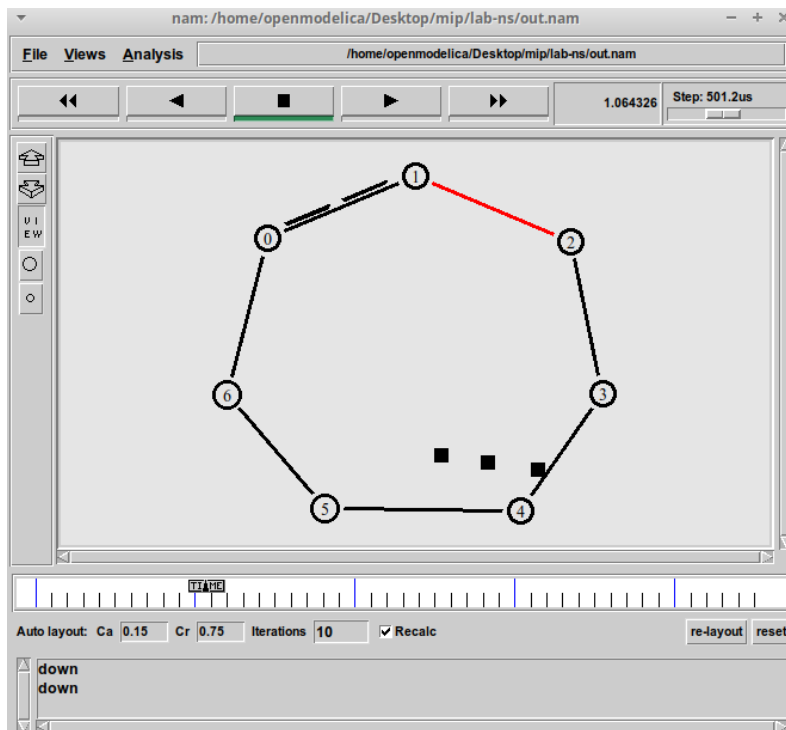 nam: /home/openmodelica/Desktop/mip/lab-ns/out.nam
File Views Analysis /home/openmodelica/Desktop/mip/lab-ns/out.nam
1.064326 Step: 501.2us
V I
E W
1
0
2
6
3
5
4
TIME
Auto layout: Ca 0.15 Cr 0.75 Iterations 10 Recalc re-layout reset
down
down